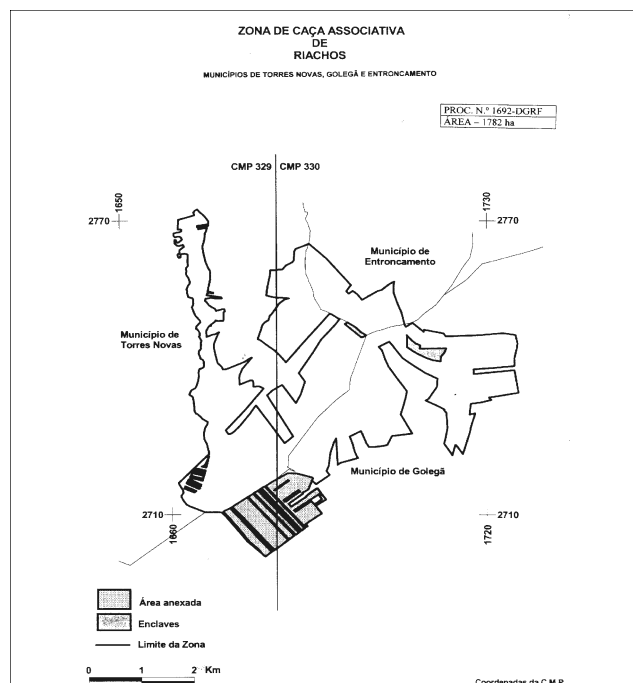 ZONA DE CAÇA ASSOCIATIVA
DE
RIACHOS
MUNICÍPIOS DE TORRES NOVAS, GOLEGÃ E ENTRONCAMENTO
PROC. N.º 1692-DGRF
ÁREA – 1782 ha
CMP 329 CMP 330
1650
1730
2770
2770
Município de
Entroncamento
Município de
Torres Novas
Município de Golegã
2710
2710
1660
1720
Área anexada
Enclaves
Limite da Zona
0 1 2 Km
Coordenadas da C.M.P.